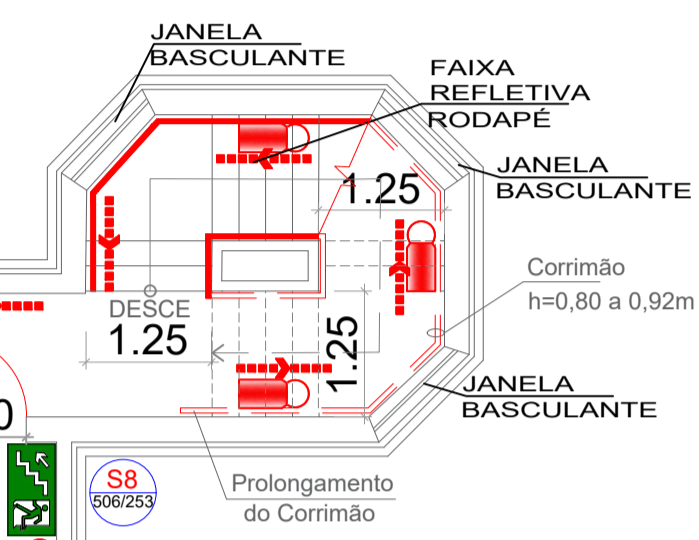 JANELA
BASCULANTE
FAIXA
REFLETIVA
RODAPÉ
JANELA
BASCULANTE
1.25
Corrimão
h=0,80 a 0,92m
DESCE
1.25
1.25
JANELA
BASCULANTE
0
S8
506/253
Prolongamento
do Corrimão